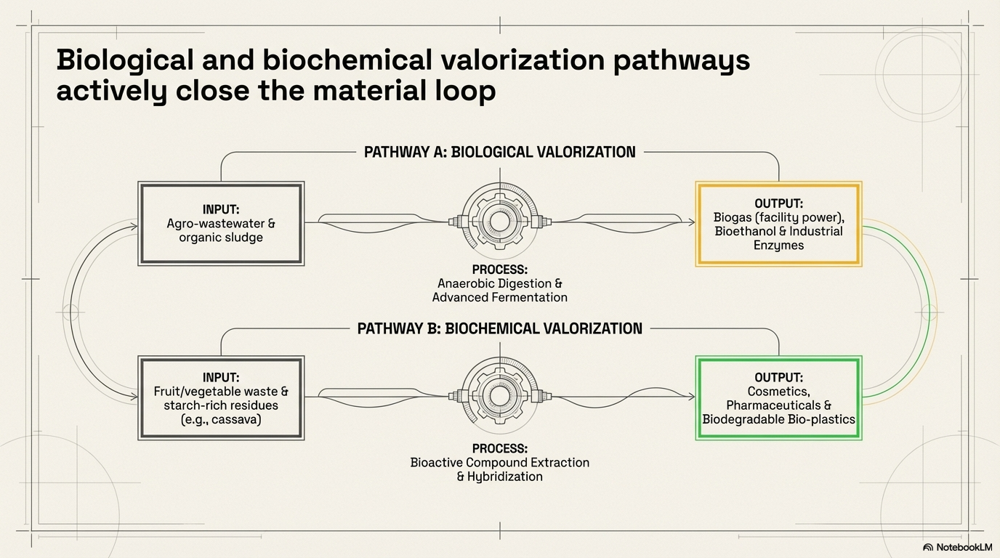 Biological and biochemical valorization pathways
actively close the material loop
PATHWAY A: BIOLOGICAL VALORIZATION
INPUT:
Agro-wastewater &
organic sludge
PROCESS:
Anaerobic Digestion &
Advanced Fermentation
OUTPUT:
Biogas (facility power),
Bioethanol & Industrial
Enzymes
PATHWAY B: BIOCHEMICAL VALORIZATION
INPUT:
Fruit/vegetable waste &
starch-rich residues
(e.g., cassava)
PROCESS:
Bioactive Compound Extraction
& Hybridization
OUTPUT:
Cosmetics,
Pharmaceuticals &
Biodegradable Bio-plastics
NotebookLM